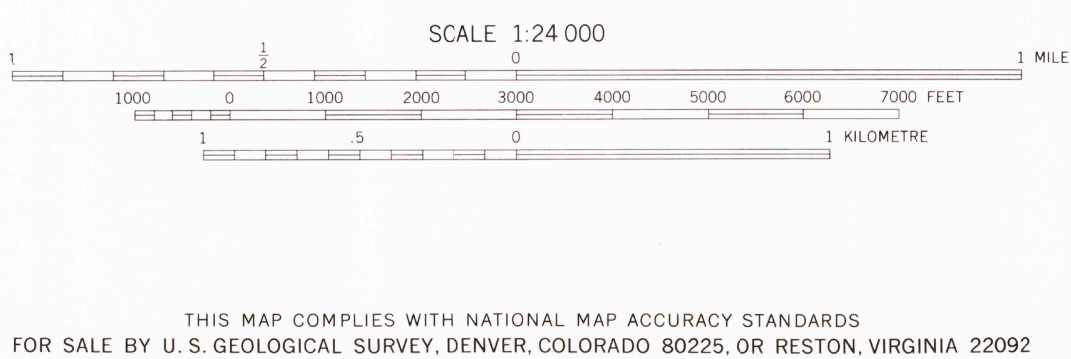 SCALE 1:24 000
1 1/2 0 1 MILE
1000 0 1000 2000 3000 4000 5000 6000 7000 FEET
1 .5 0 1 KILOMETRE
THIS MAP COMPLIES WITH NATIONAL MAP ACCURACY STANDARDS
FOR SALE BY U. S. GEOLOGICAL SURVEY, DENVER, COLORADO 80225, OR RESTON, VIRGINIA 22092